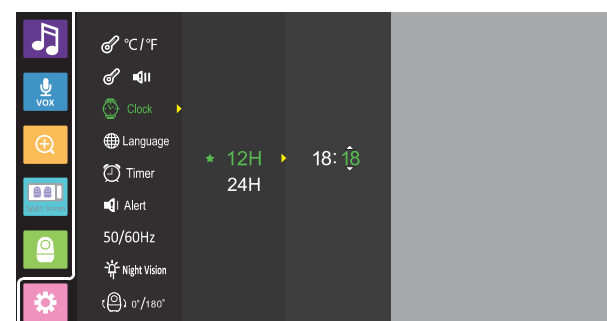 °C/°F
VOX
Clock
Language
Timer
Split Screen
Alert
50/60Hz
Night Vision
0°/180°
12H
24H
18:18